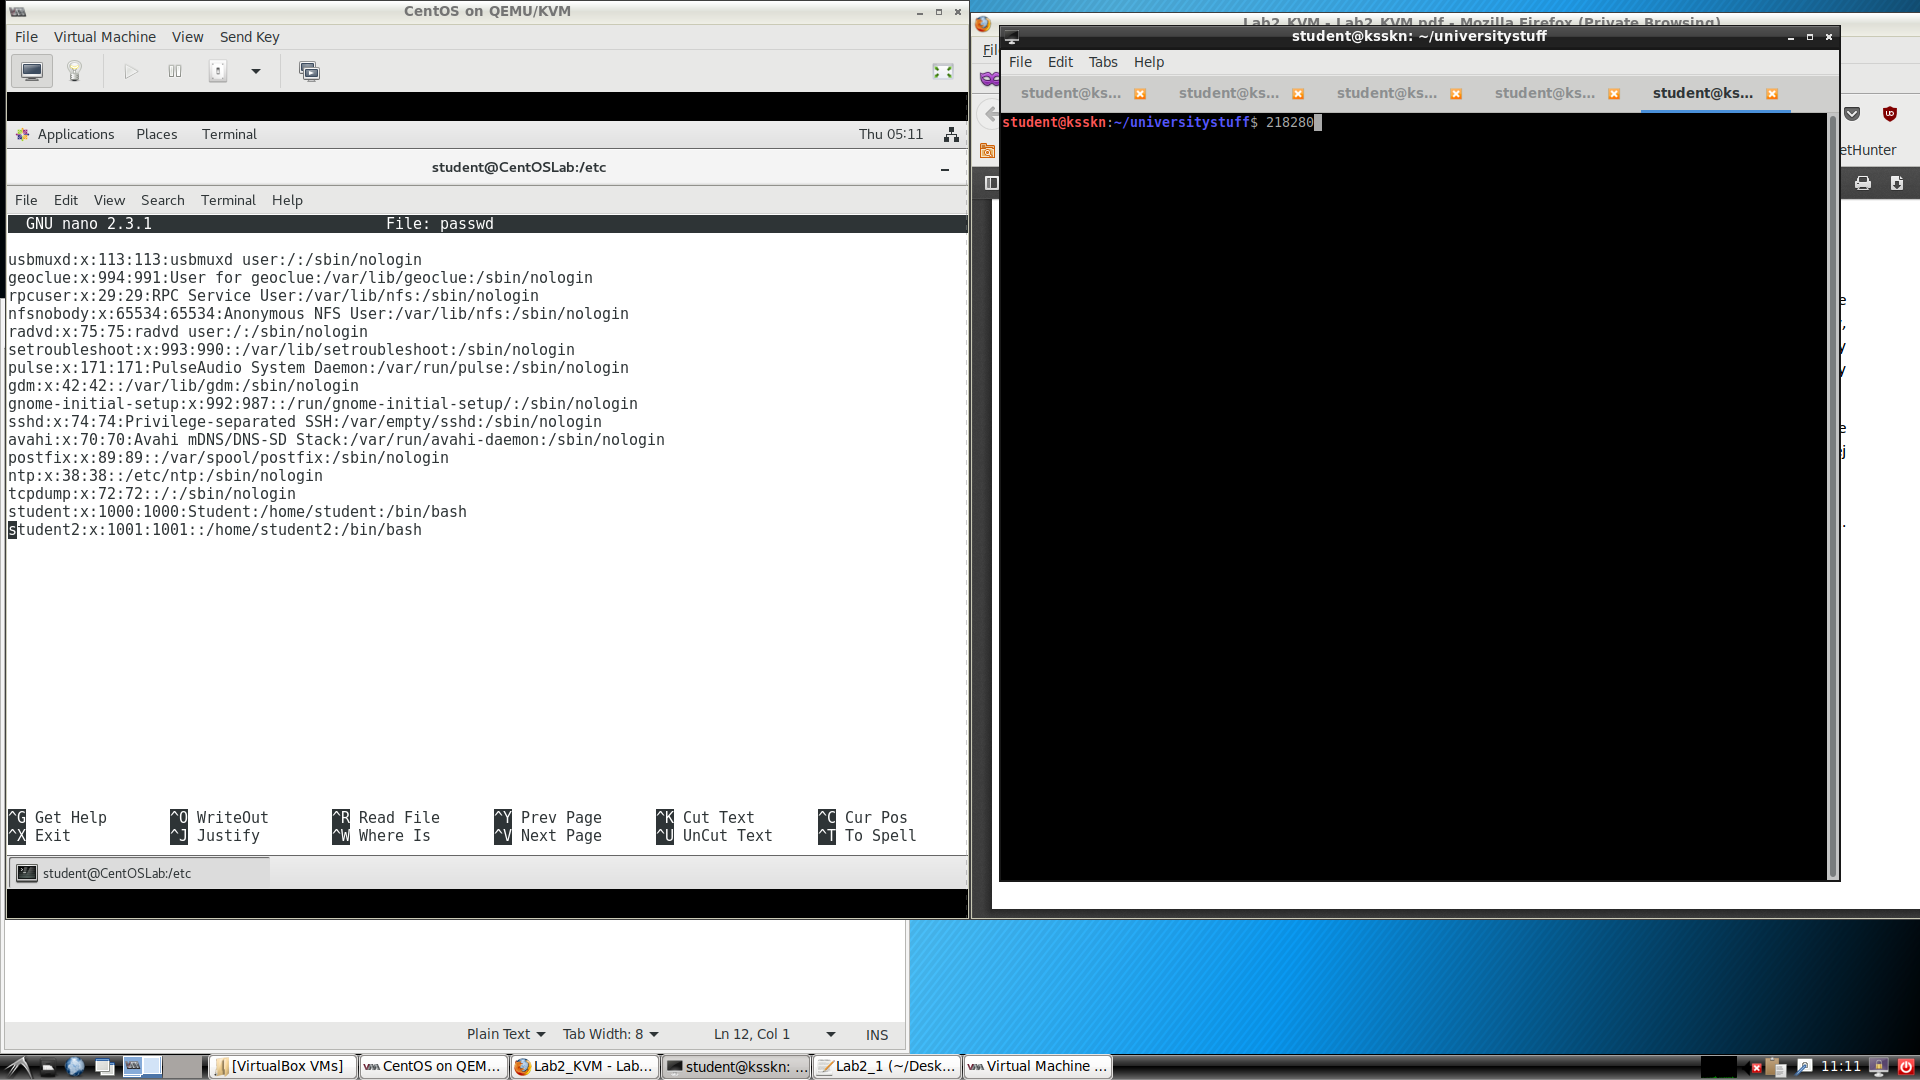 CentOS on QEMU/KVM
File Virtual Machine View Send Key
Applications Places Terminal Thu 05:11
student@CentOSLab:/etc
File Edit View Search Terminal Help
GNU nano 2.3.1 File: passwd
usbmuxd:x:113:113:usbmuxd user:/:/sbin/nologin
geoclue:x:994:991:User for geoclue:/var/lib/geoclue:/sbin/nologin
rpcuser:x:29:29:RPC Service User:/var/lib/nfs:/sbin/nologin
nfsnobody:x:65534:65534:Anonymous NFS User:/var/lib/nfs:/sbin/nologin
radvd:x:75:75:radvd user:/:/sbin/nologin
setroubleshoot:x:993:990::/var/lib/setroubleshoot:/sbin/nologin
pulse:x:171:171:PulseAudio System Daemon:/var/run/pulse:/sbin/nologin
gdm:x:42:42::/var/lib/gdm:/sbin/nologin
gnome-initial-setup:x:992:987::/run/gnome-initial-setup/:/sbin/nologin
sshd:x:74:74:Privilege-separated SSH:/var/empty/sshd:/sbin/nologin
avahi:x:70:70:Avahi mDNS/DNS-SD Stack:/var/run/avahi-daemon:/sbin/nologin
postfix:x:89:89::/var/spool/postfix:/sbin/nologin
ntp:x:38:38::/etc/ntp:/sbin/nologin
tcpdump:x:72:72::/:/sbin/nologin
student:x:1000:1000:Student:/home/student:/bin/bash
student2:x:1001:1001::/home/student2:/bin/bash
^G Get Help ^O WriteOut ^R Read File ^Y Prev Page ^K Cut Text ^C Cur Pos
^X Exit ^J Justify ^W Where Is ^V Next Page ^U UnCut Text ^T To Spell
student@CentOSLab:/etc
Lab2_KVM - Lab2_KVM.pdf - Mozilla Firefox (Private Browsing)
student@ksskn: ~/universitystuff
File Edit Tabs Help
student@ks... student@ks... student@ks... student@ks... student@ks...
student@ksskn:~/universitystuff$ 218280
etHunter
Plain Text Tab Width: 8 Ln 12, Col 1 INS
[VirtualBox VMs] CentOS on QEM... Lab2_KVM - Lab... student@ksskn: ... Lab2_1 (~/Desk... Virtual Machine ... 11:11